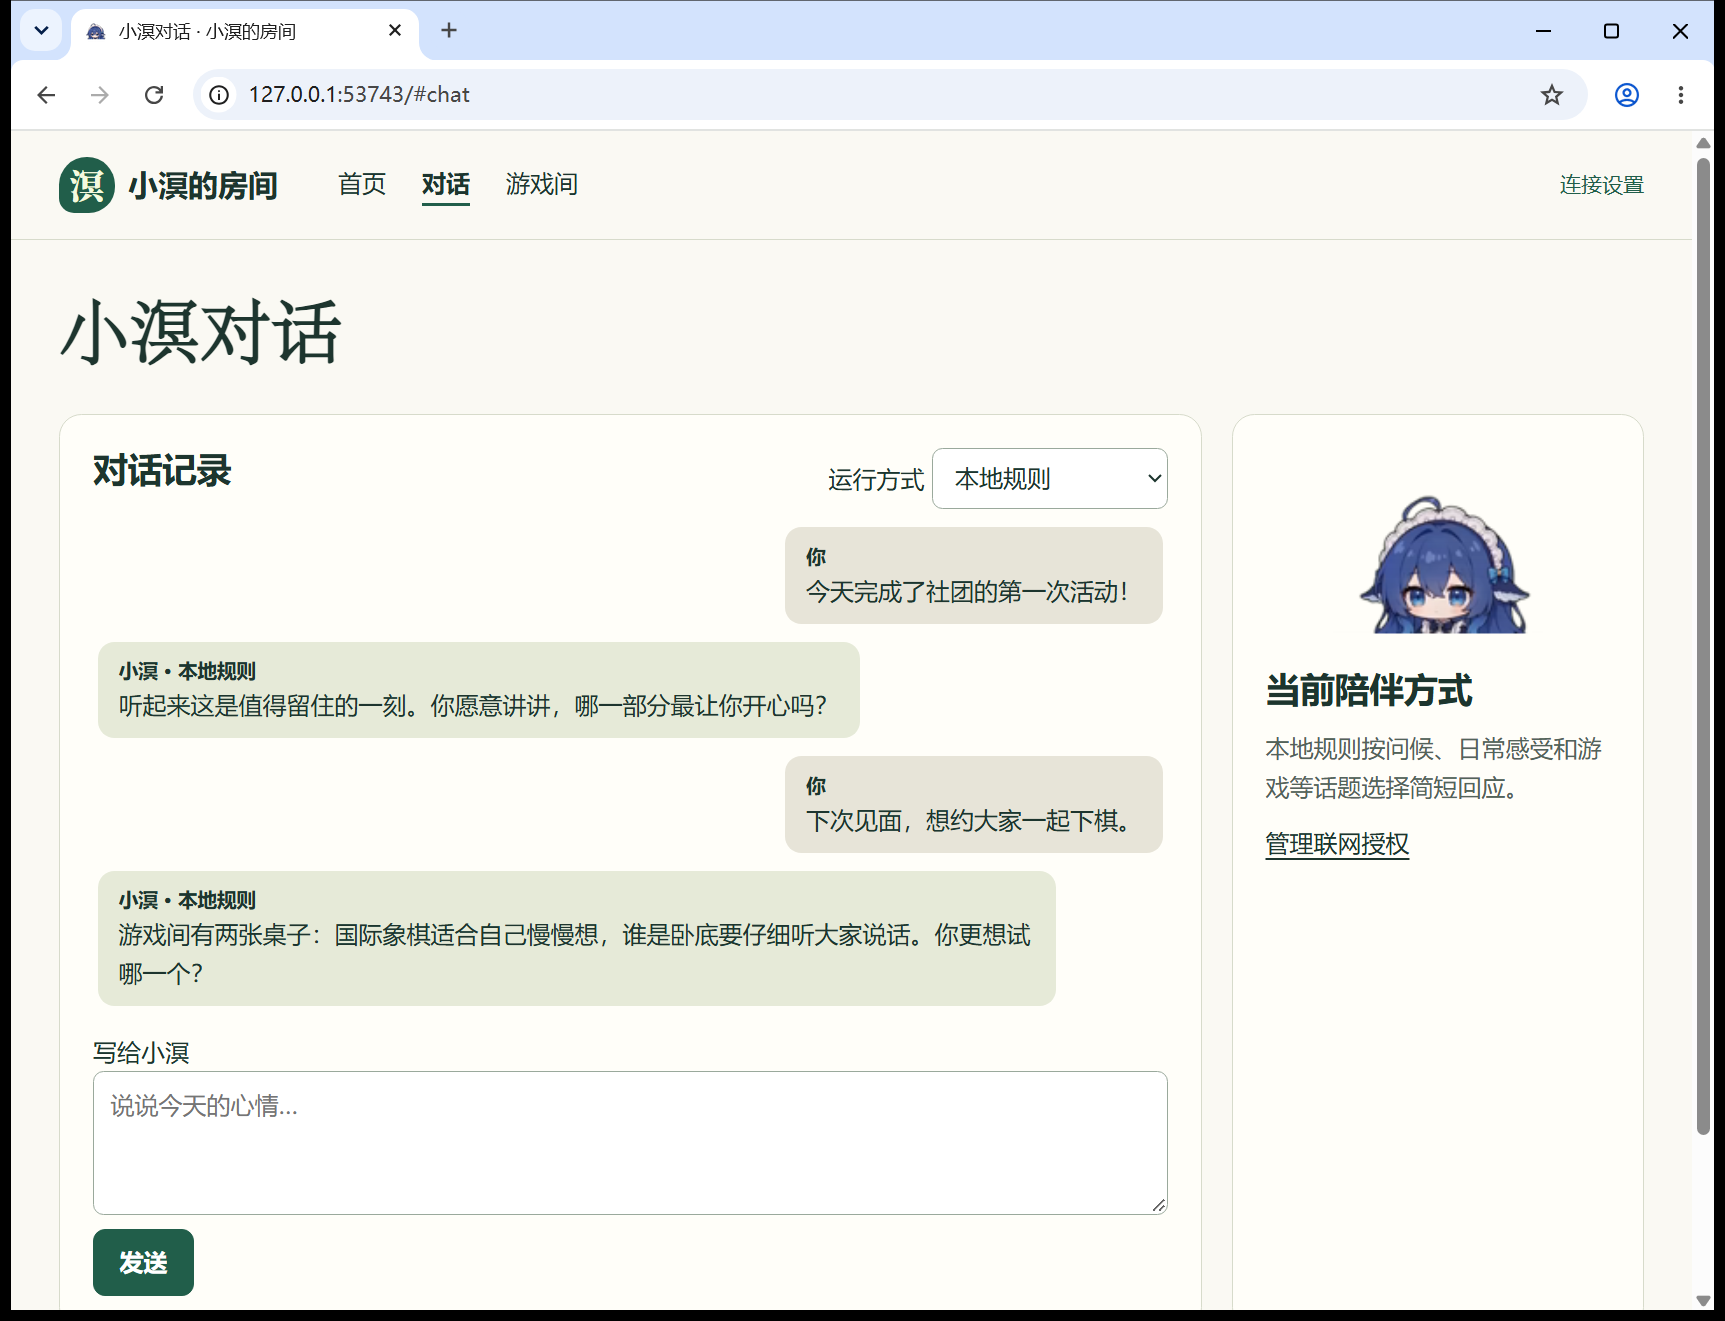 小溟对话 · 小溟的房间
127.0.0.1:53743/#chat
溟 小溟的房间 首页 对话 游戏间 连接设置
小溟对话
对话记录
运行方式 本地规则
你
今天完成了社团的第一次活动！
小溟 · 本地规则
听起来这是值得留住的一刻。你愿意讲讲，哪一部分最让你开心吗？
你
下次见面，想约大家一起下棋。
小溟 · 本地规则
游戏间有两张桌子：国际象棋适合自己慢慢想，谁是卧底要仔细听大家说话。你更想试
哪一个？
写给小溟
说说今天的心情…
发送
当前陪伴方式
本地规则按问候、日常感受和游
戏等话题选择简短回应。
管理联网授权